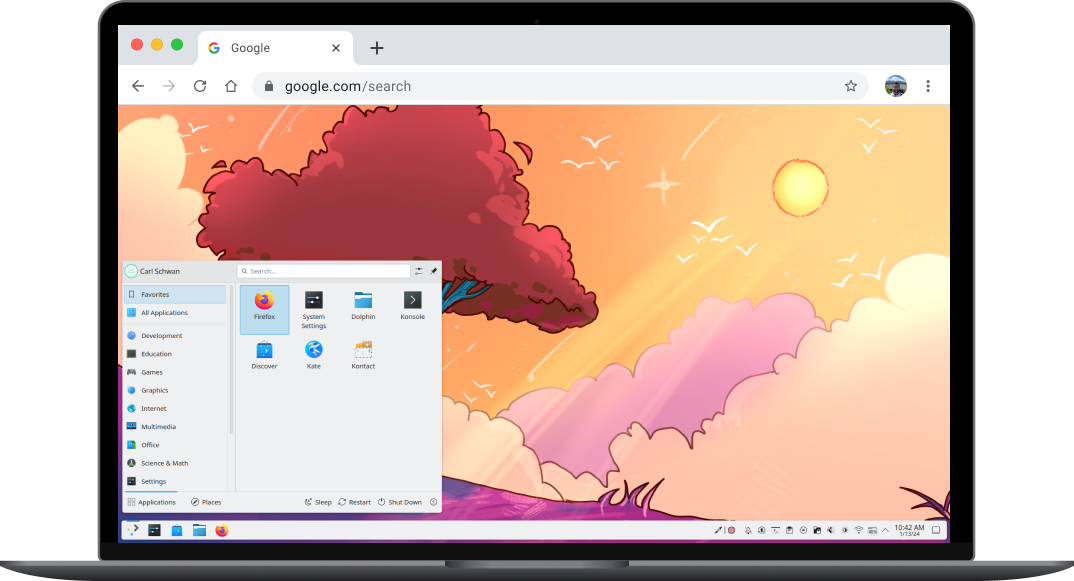 Google
google.com/search
Carl Schwan
Search...
Favorites
All Applications
Development
Education
Games
Graphics
Internet
Multimedia
Office
Science & Math
Settings
Firefox
System
Settings
Dolphin
Konsole
Discover
Kate
Kontact
Applications
Places
Sleep
Restart
Shut Down
10:42 AM
1/13/24